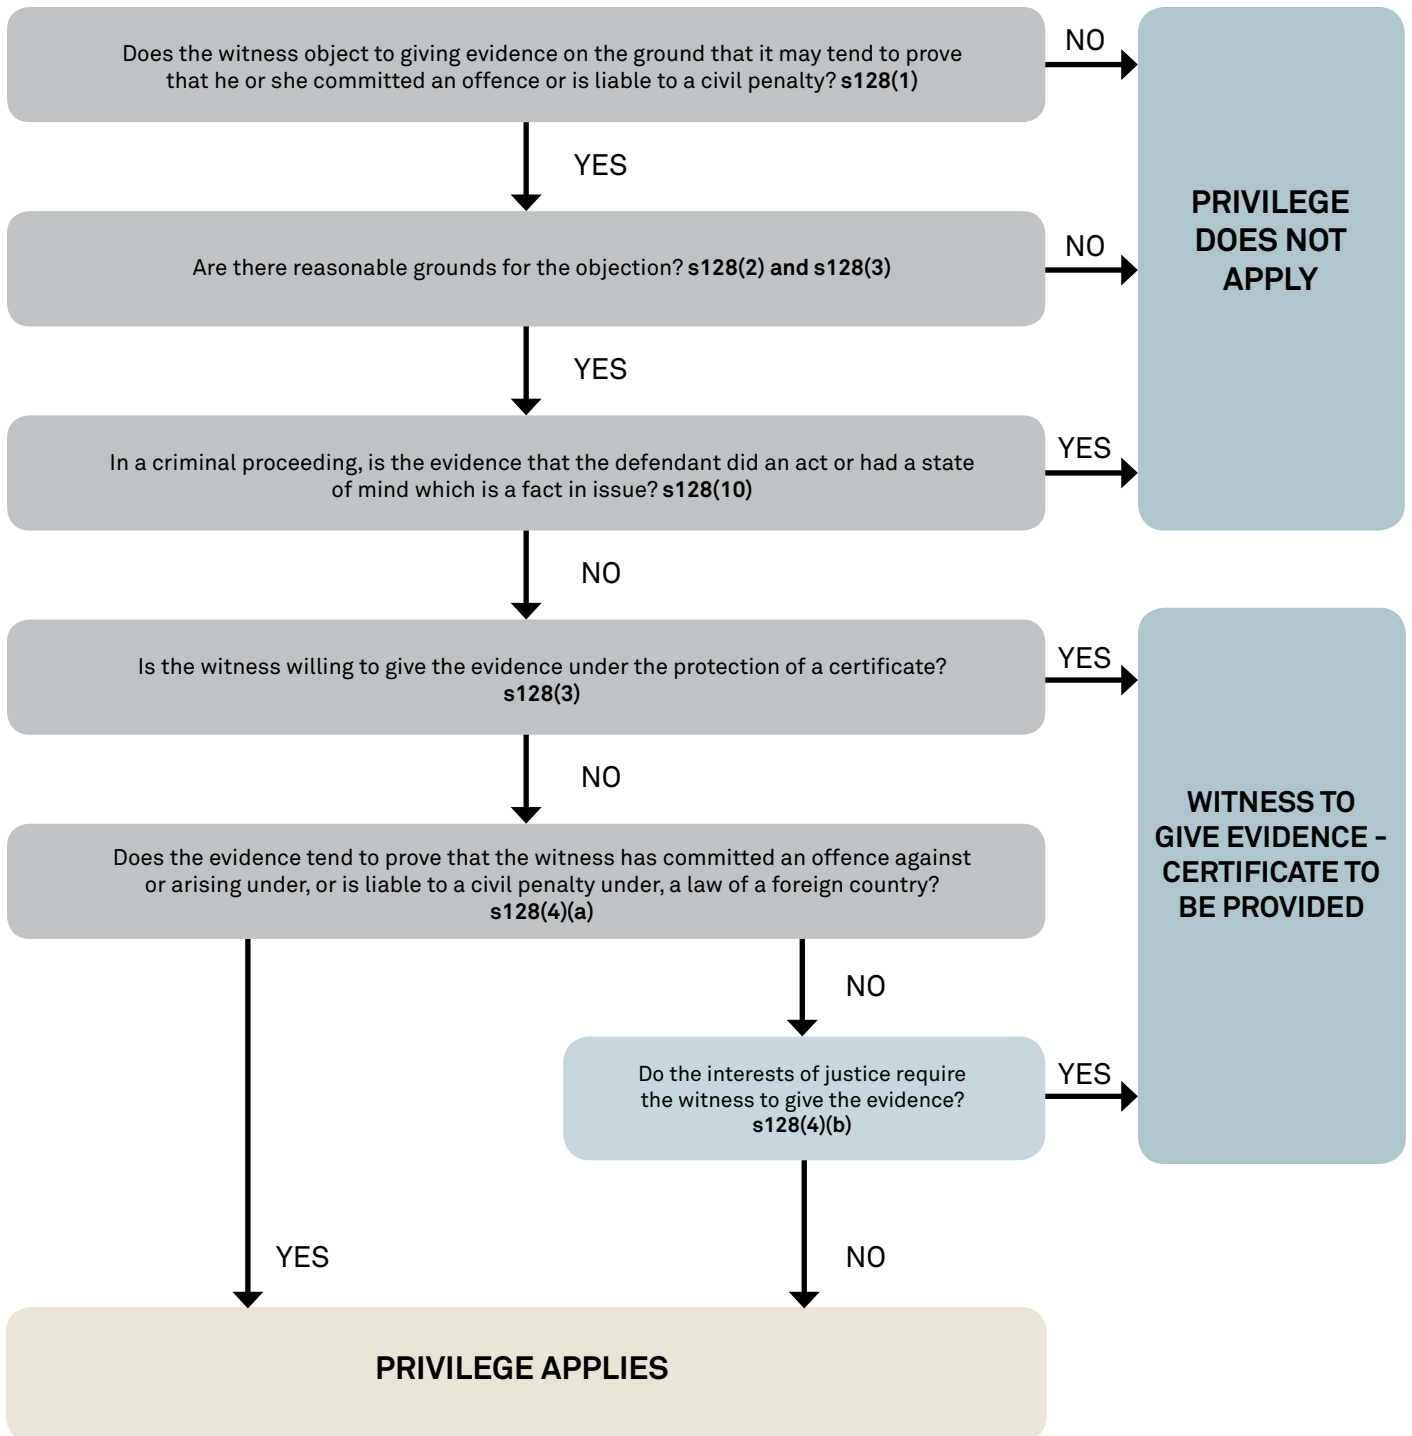 Does the witness object to giving evidence on the ground that it may tend to prove
that he or she committed an offence or is liable to a civil penalty? s128(1)
NO
YES
Are there reasonable grounds for the objection? s128(2) and s128(3)
NO
PRIVILEGE
DOES NOT
APPLY
YES
In a criminal proceeding, is the evidence that the defendant did an act or had a state
of mind which is a fact in issue? s128(10)
YES
NO
Is the witness willing to give the evidence under the protection of a certificate?
s128(3)
YES
NO
WITNESS TO
GIVE EVIDENCE -
CERTIFICATE TO
BE PROVIDED
Does the evidence tend to prove that the witness has committed an offence against
or arising under, or is liable to a civil penalty under, a law of a foreign country?
s128(4)(a)
NO
Do the interests of justice require
the witness to give the evidence?
s128(4)(b)
YES
YES
NO
PRIVILEGE APPLIES